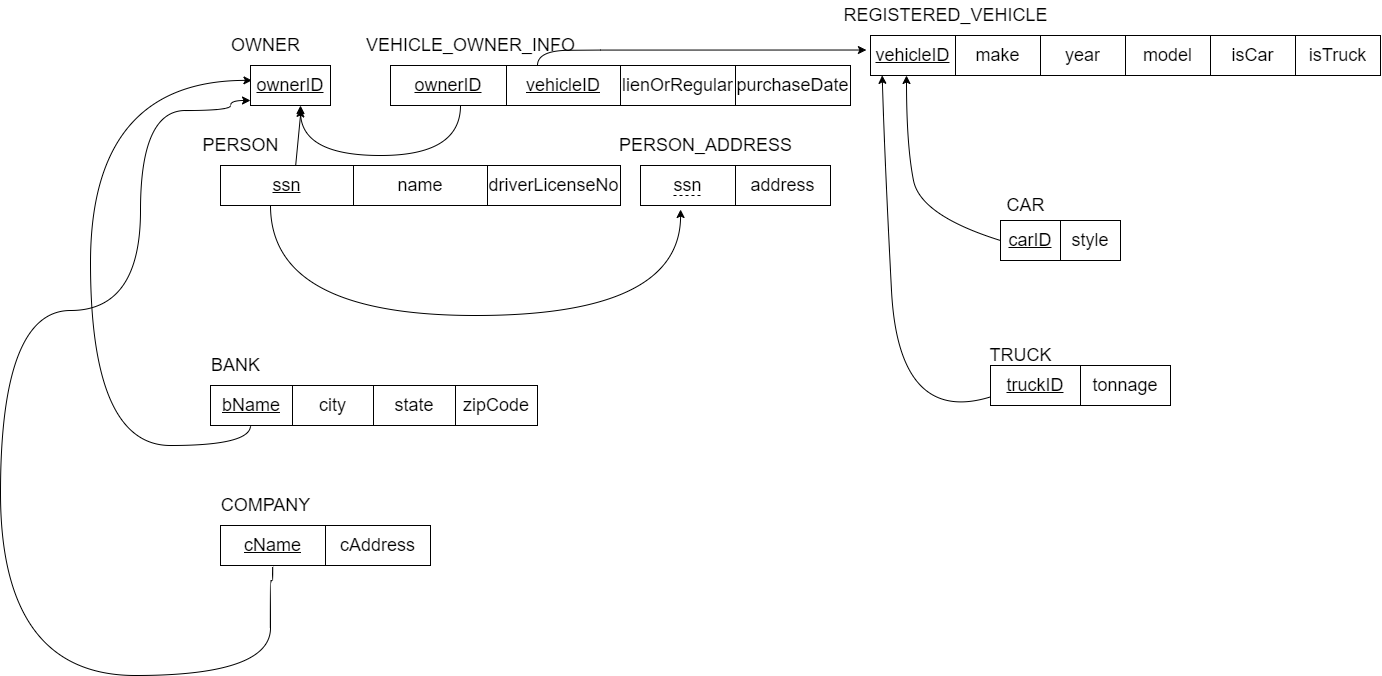 REGISTERED_VEHICLE
vehicleID make year model isCar isTruck
OWNER
ownerID
VEHICLE_OWNER_INFO
ownerID vehicleID lienOrRegular purchaseDate
PERSON
ssn name driverLicenseNo
PERSON_ADDRESS
ssn address
CAR
carID style
TRUCK
truckID tonnage
BANK
bName city state zipCode
COMPANY
cName cAddress